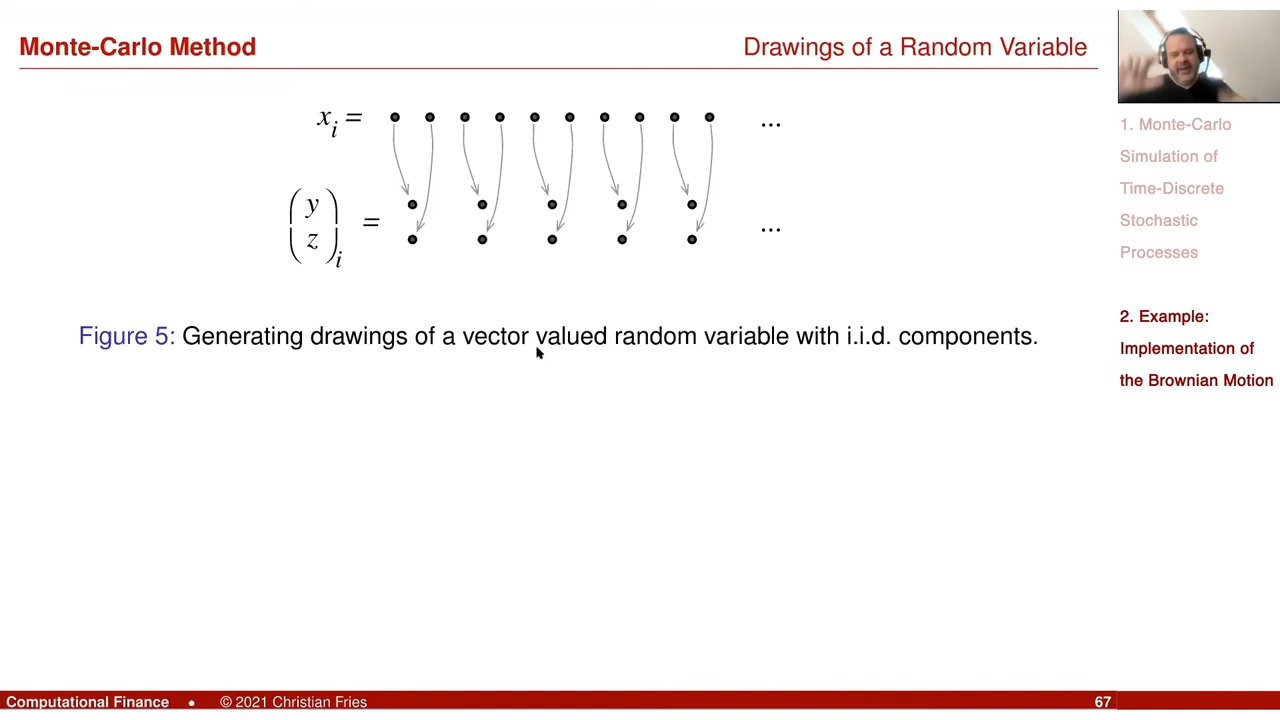 Monte-Carlo Method
Drawings of a Random Variable
x_i =
...
(y z)_i =
...
Figure 5: Generating drawings of a vector valued random variable with i.i.d. components.
1. Monte-Carlo
Simulation of
Time-Discrete
Stochastic
Processes
2. Example:
Implementation of
the Brownian Motion
Computational Finance • © 2021 Christian Fries
67